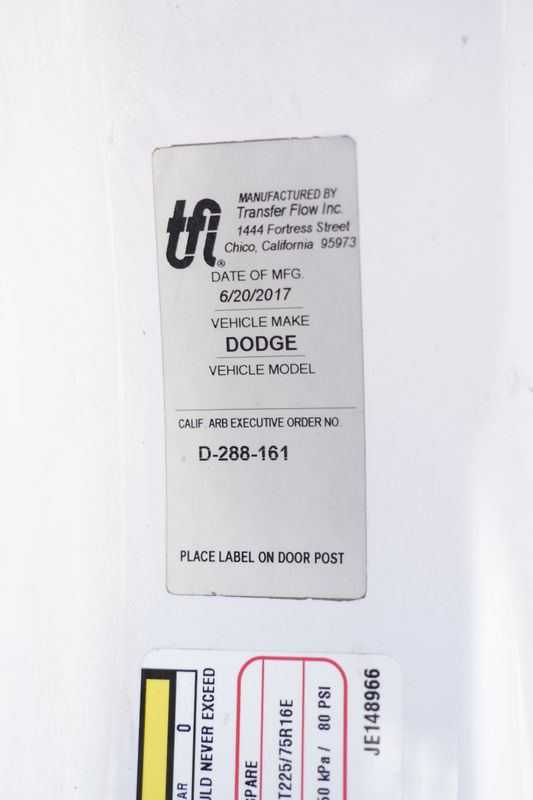 tfi®
MANUFACTURED BY
Transfer Flow Inc.
1444 Fortress Street
Chico, California 95973
DATE OF MFG.
6/20/2017
VEHICLE MAKE
DODGE
VEHICLE MODEL
CALIF. ARB EXECUTIVE ORDER NO.
D-288-161
PLACE LABEL ON DOOR POST
0
ULD NEVER EXCEED
T225/75R16E
kPa / 80 PSI
JE148966